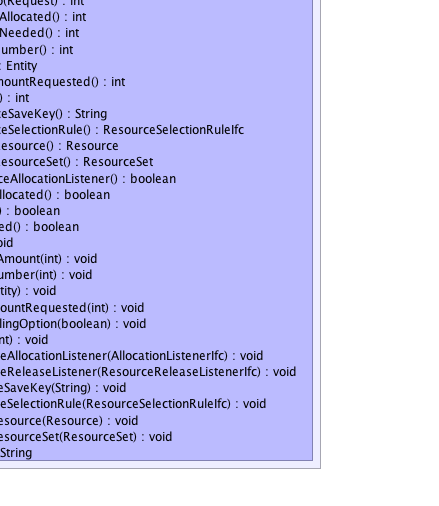 (Request) : int
Allocated() : int
Needed() : int
umber() : int
: Entity
mountRequested() : int
) : int
eSaveKey() : String
eSelectionRule() : ResourceSelectionRuleIfc
esource() : Resource
esourceSet() : ResourceSet
ceAllocationListener() : boolean
llocated() : boolean
) : boolean
ed() : boolean
oid
Amount(int) : void
umber(int) : void
tity) : void
ountRequested(int) : void
lingOption(boolean) : void
nt) : void
eAllocationListener(AllocationListenerIfc) : void
eReleaseListener(ResourceReleaseListenerIfc) : void
eSaveKey(String) : void
eSelectionRule(ResourceSelectionRuleIfc) : void
esource(Resource) : void
esourceSet(ResourceSet) : void
String